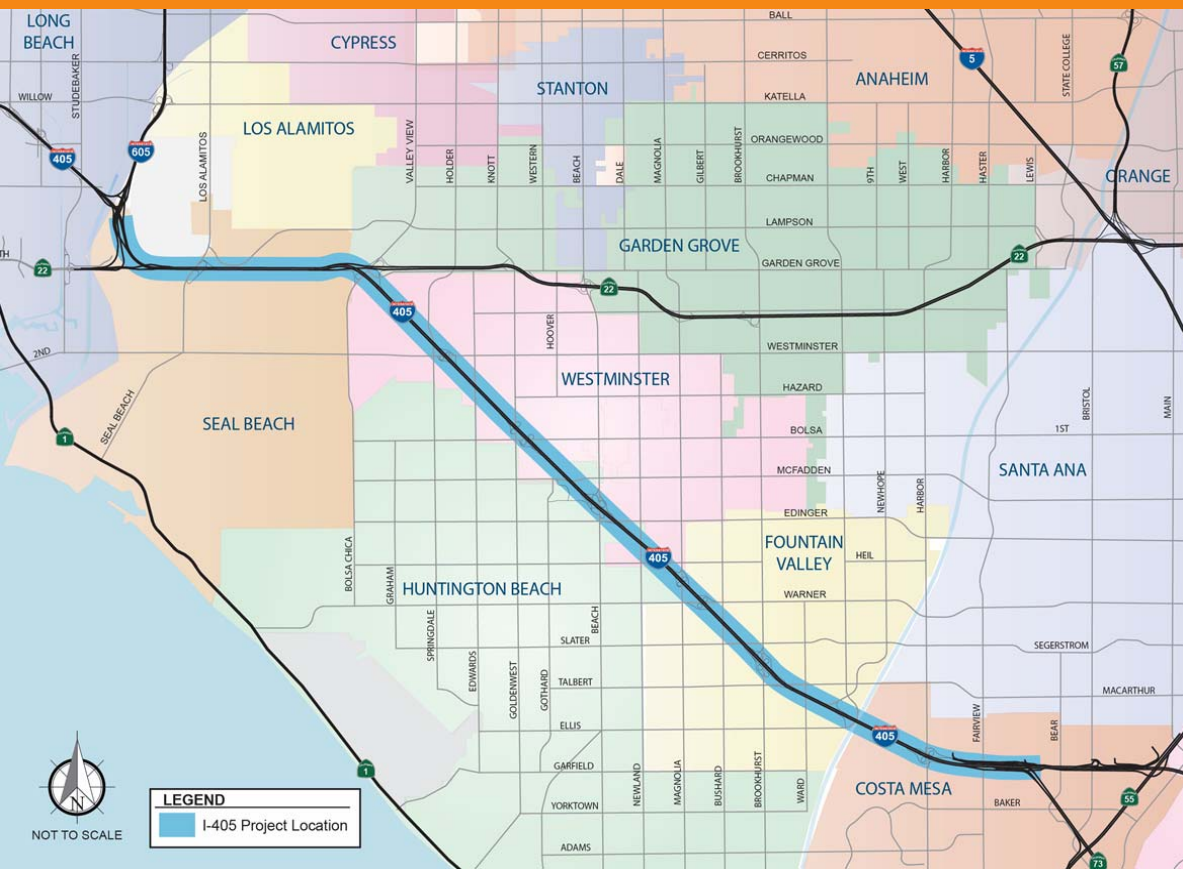 LONG
BEACH
CYPRESS
BALL
CERRITOS
STANTON
ANAHEIM
5
STATE COLLEGE
57
WILLOW
STUDEBAKER
KATELLA
LOS ALAMITOS
405
605
LOS ALAMITOS
VALLEY VIEW
HOLDER
KNOTT
WESTERN
BEACH
DALE
MAGNOLIA
GILBERT
BROOKHURST
ORANGEWOOD
CHAPMAN
9TH
WEST
HARBOR
HASTER
LEWIS
ORANGE
LAMPSON
GARDEN GROVE
GARDEN GROVE
22
TH
22
22
405
HOOVER
WESTMINSTER
2ND
WESTMINSTER
HAZARD
SEAL BEACH
SEAL BEACH
1
BOLSA
1ST
BRISTOL
MAIN
MCFADDEN
NEWHOPE
HARBOR
SANTA ANA
EDINGER
FOUNTAIN
VALLEY
HEIL
405
BOLSA CHICA
GRAHAM
HUNTINGTON BEACH
WARNER
SPRINGDALE
EDWARDS
GOLDENWEST
GOTHARD
BEACH
SLATER
SEGERSTROM
TALBERT
MACARTHUR
ELLIS
405
FAIRVIEW
BEAR
GARFIELD
1
NEWLAND
MAGNOLIA
BUSHARD
BROOKHURST
WARD
COSTA MESA
YORKTOWN
BAKER
55
ADAMS
73
N
NOT TO SCALE
LEGEND
I-405 Project Location